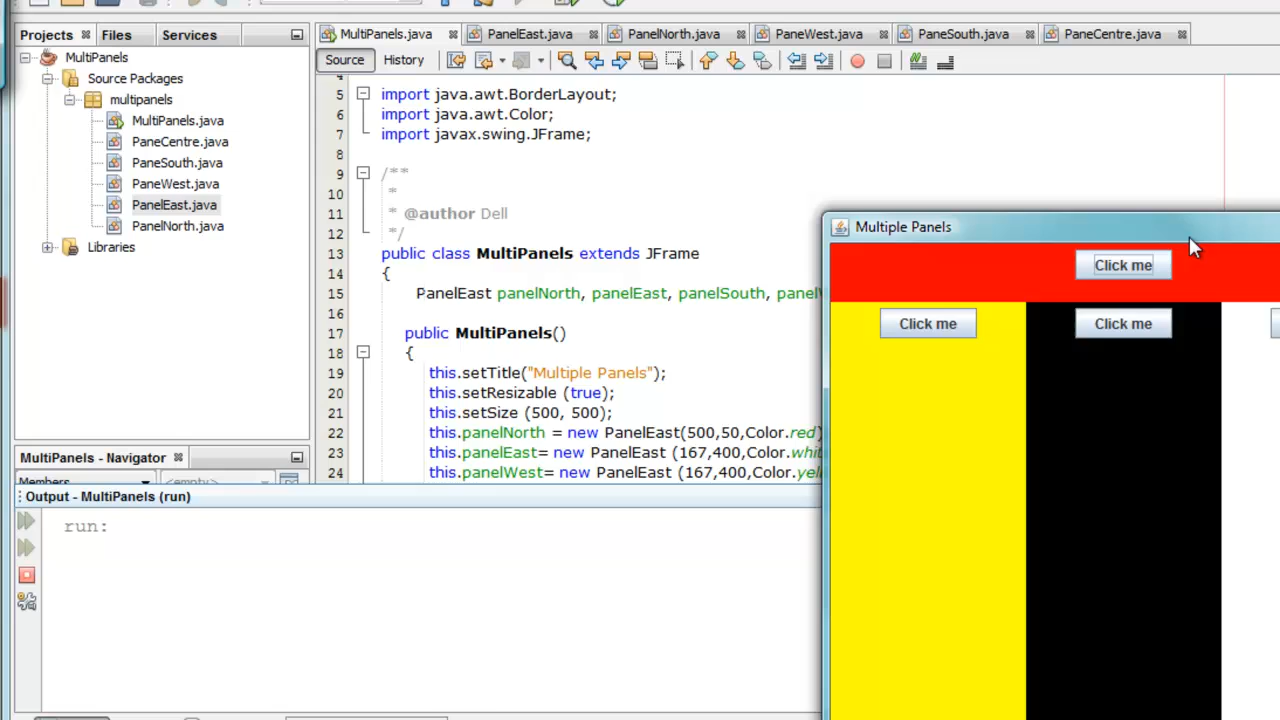 Projects
Files
Services
MultiPanels
Source Packages
multipanels
MultiPanels.java
PaneCentre.java
PaneSouth.java
PaneWest.java
PanelEast.java
PanelNorth.java
Libraries
MultiPanels - Navigator
Members
<empty>
MultiPanels.java
PanelEast.java
PanelNorth.java
PaneWest.java
PaneSouth.java
PaneCentre.java
Source
History
4
5 import java.awt.BorderLayout;
6 import java.awt.Color;
7 import javax.swing.JFrame;
8
9 /**
10 *
11 * @author Dell
12 */
13 public class MultiPanels extends JFrame
14 {
15 PanelEast panelNorth, panelEast, panelSouth, panelW
16
17 public MultiPanels()
18 {
19 this.setTitle("Multiple Panels");
20 this.setResizable (true);
21 this.setSize (500, 500);
22 this.panelNorth = new PanelEast(500,50,Color.red)
23 this.panelEast= new PanelEast (167,400,Color.whi
24 this.panelWest= new PanelEast (167,400,Color.yel
Output - MultiPanels (run)
run:
Multiple Panels
Click me
Click me
Click me